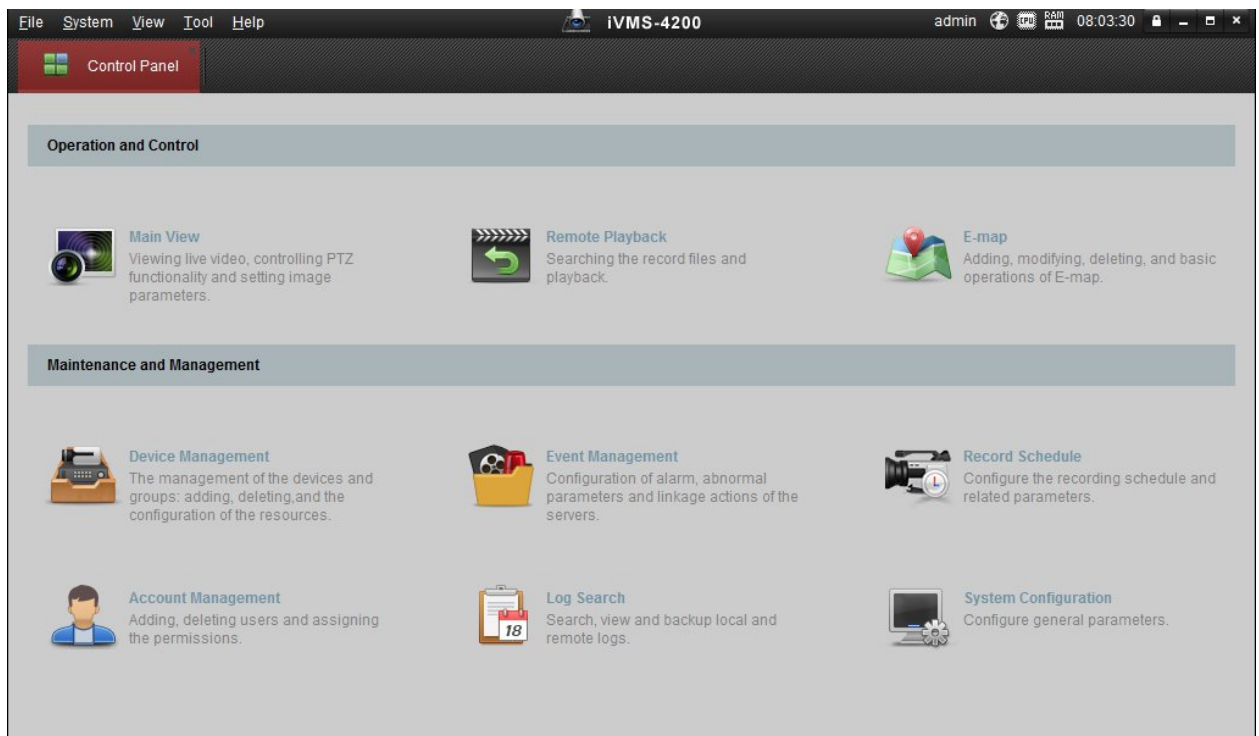 File System View Tool Help iVMS-4200 admin CPU RAM 08:03:30
Control Panel
Operation and Control
Main View
Viewing live video, controlling PTZ
functionality and setting image
parameters.
Remote Playback
Searching the record files and
playback.
E-map
Adding, modifying, deleting, and basic
operations of E-map.
Maintenance and Management
Device Management
The management of the devices and
groups: adding, deleting,and the
configuration of the resources.
Event Management
Configuration of alarm, abnormal
parameters and linkage actions of the
servers.
Record Schedule
Configure the recording schedule and
related parameters.
Account Management
Adding, deleting users and assigning
the permissions.
18
Log Search
Search, view and backup local and
remote logs.
System Configuration
Configure general parameters.